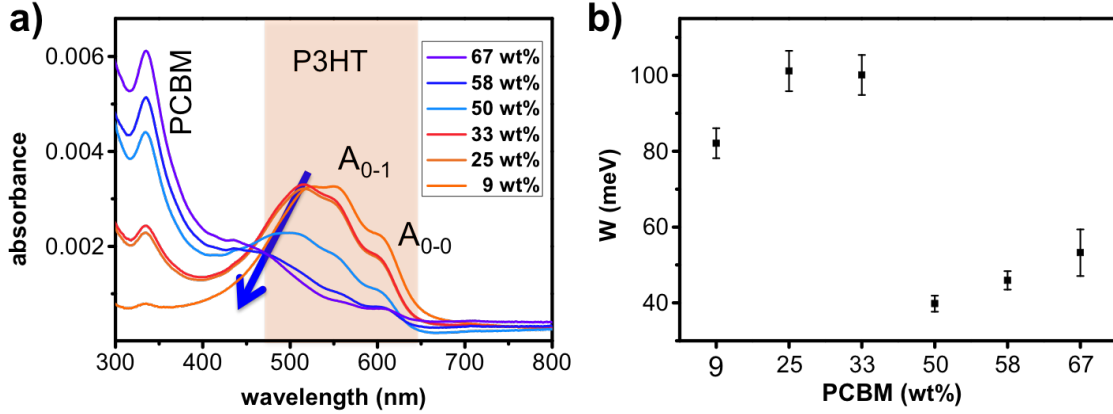 a)
absorbance
0.006
0.004
0.002
PCBM
P3HT
A0-1
A0-0
67 wt%
58 wt%
50 wt%
33 wt%
25 wt%
9 wt%
300 400 500 600 700 800
wavelength (nm)
b)
W (meV)
100
80
60
40
9 25 33 50 58 67
PCBM (wt%)